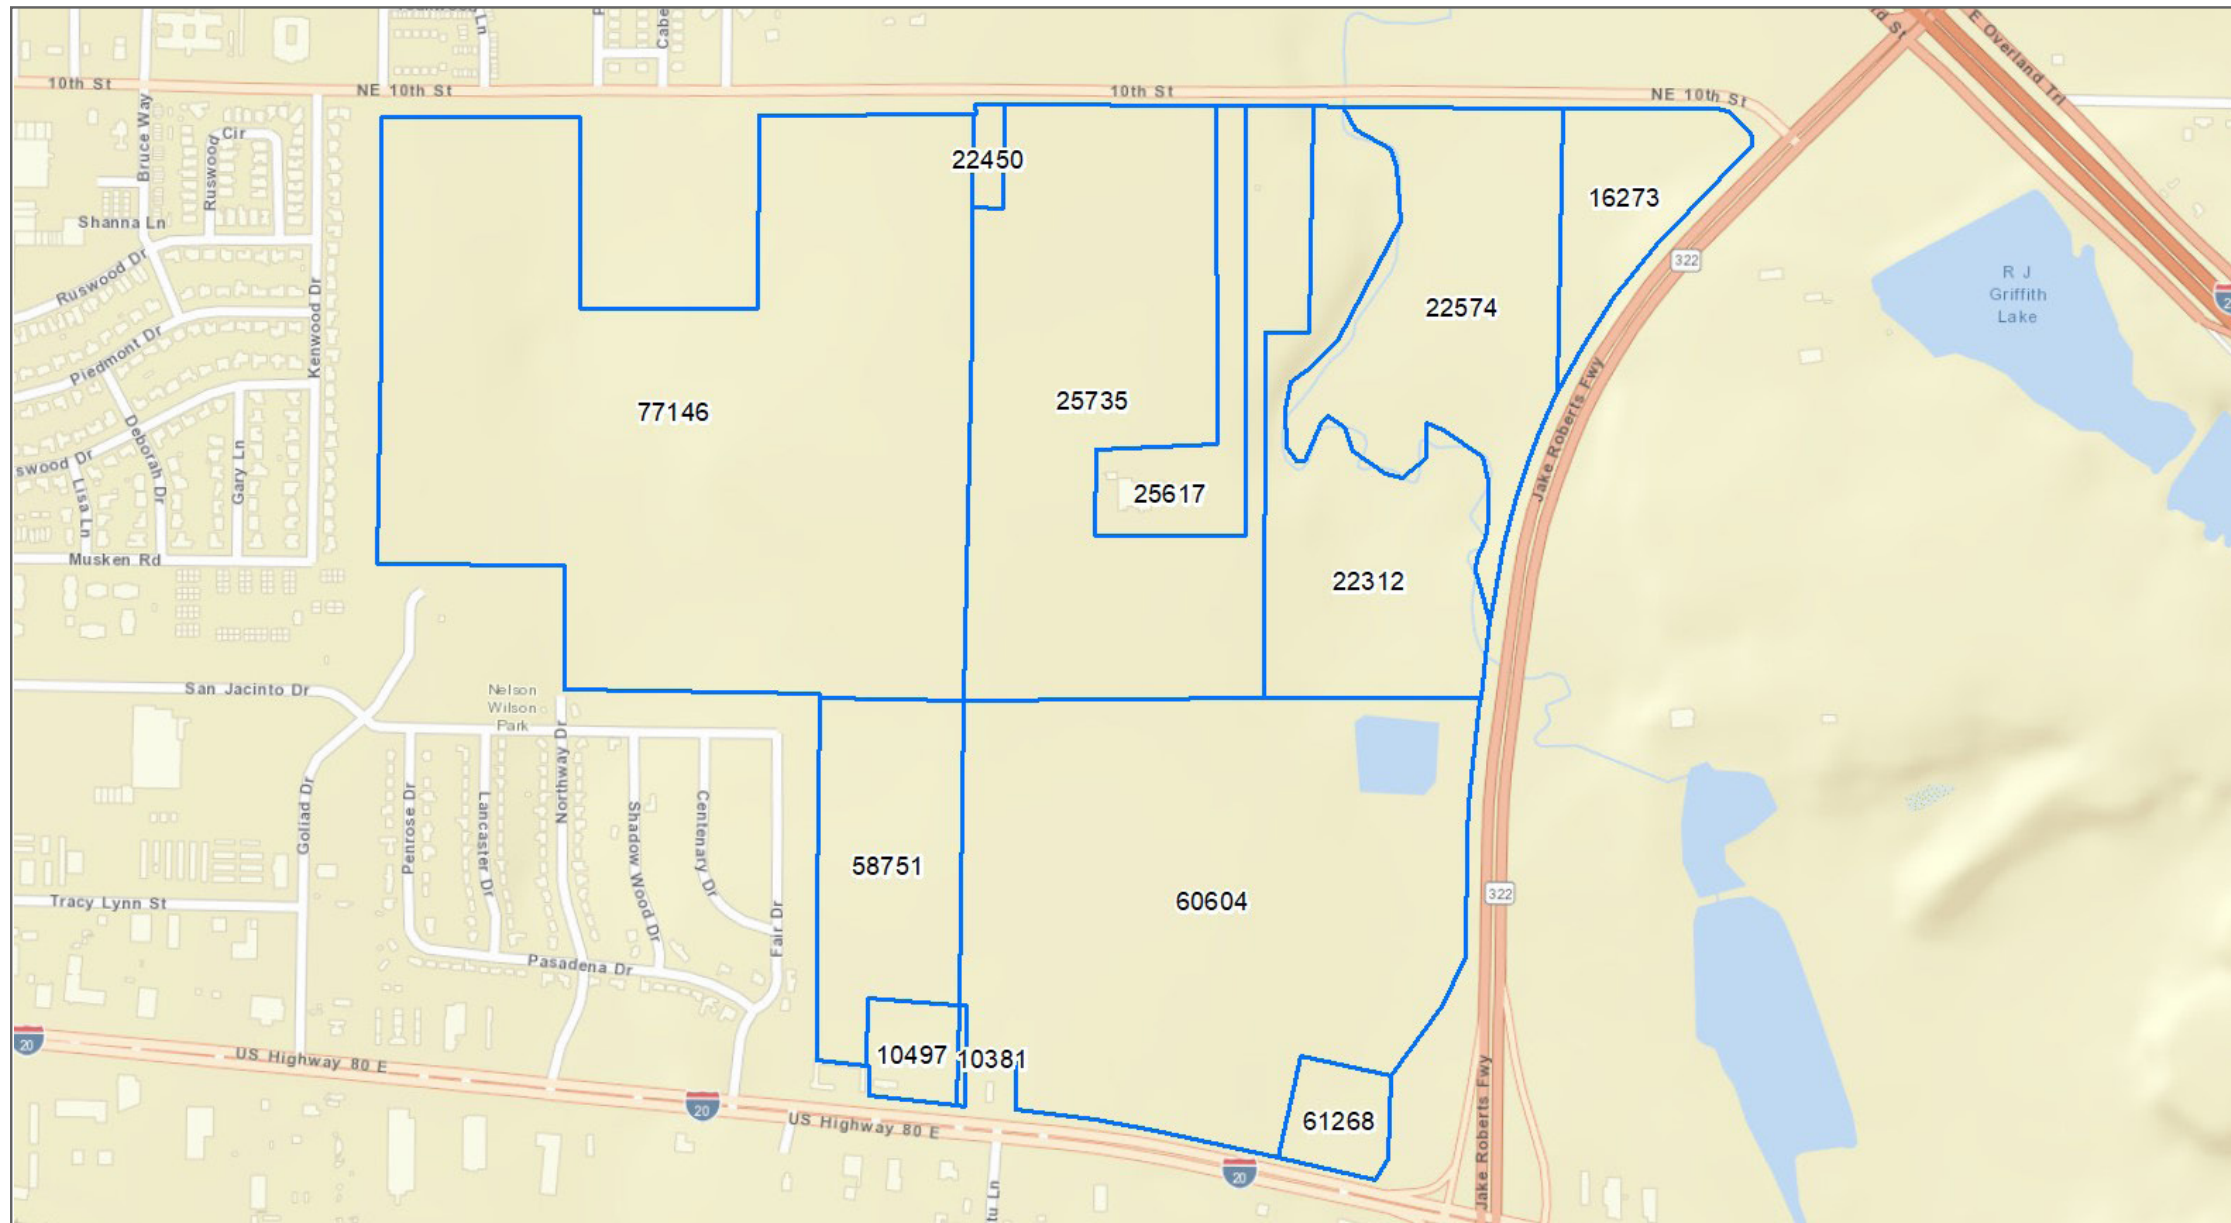 Cabe
E Overland Trl
10th St
NE 10th St
10th St
NE 10th St
Bruce Way
Ruswood Cir
22450
16273
Shanna Ln
322
Ruswood Dr
Kenwood Dr
R J
Griffith
Lake
22574
Piedmont Dr
77146
25735
Jake Roberts Fwy
Deborah Dr
swood Dr
Gary Ln
Lisa Ln
25617
Musken Rd
22312
San Jacinto Dr
Nelson
Wilson
Park
Northway Dr
Goliad Dr
Penrose Dr
Lancaster Dr
Shadow Wood Dr
Centenary Dr
58751
60604
322
Tracy Lynn St
Fair Dr
Pasadena Dr
20
US Highway 80 E
10497
10381
20
US Highway 80 E
61268
20
Jake Roberts Fwy
tu Ln